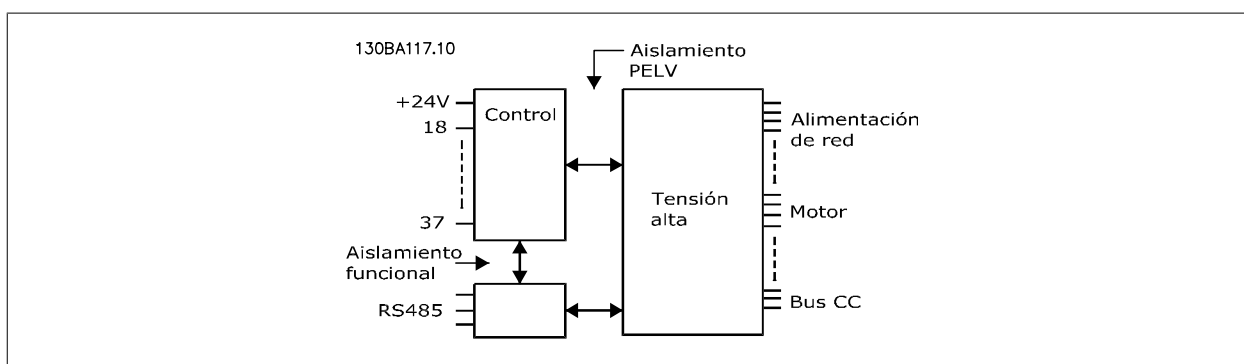 130BA117.10
Aislamiento
PELV
+24V
Control
18
37
Aislamiento
funcional
RS485
Tensión
alta
Alimentación
de red
Motor
Bus CC